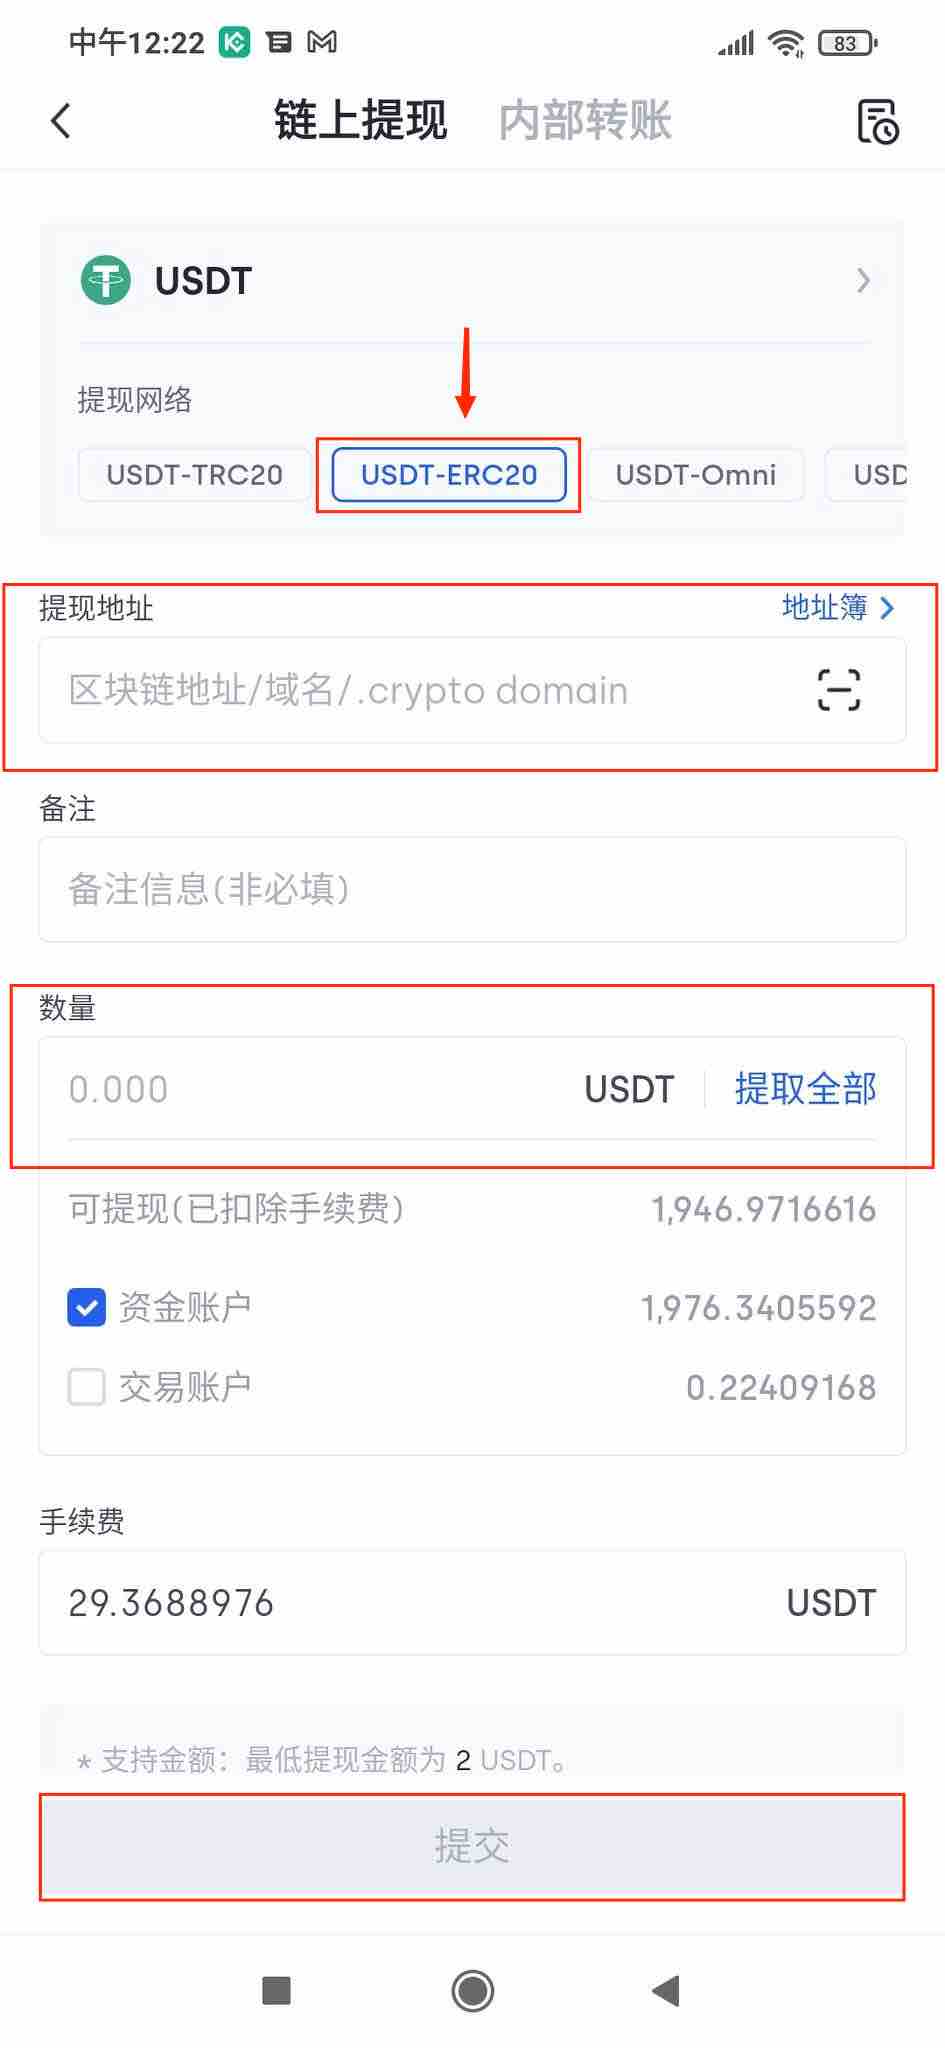 中午12:22
83
链上提现 内部转账
USDT
提现网络
USDT-TRC20 USDT-ERC20 USDT-Omni USD
提现地址 地址簿
区块链地址/域名/.crypto domain
备注
备注信息(非必填)
数量
0.000 USDT 提取全部
可提现(已扣除手续费) 1,946.9716616
资金账户 1,976.3405592
交易账户 0.22409168
手续费
29.3688976 USDT
* 支持金额：最低提现金额为 2 USDT。
提交